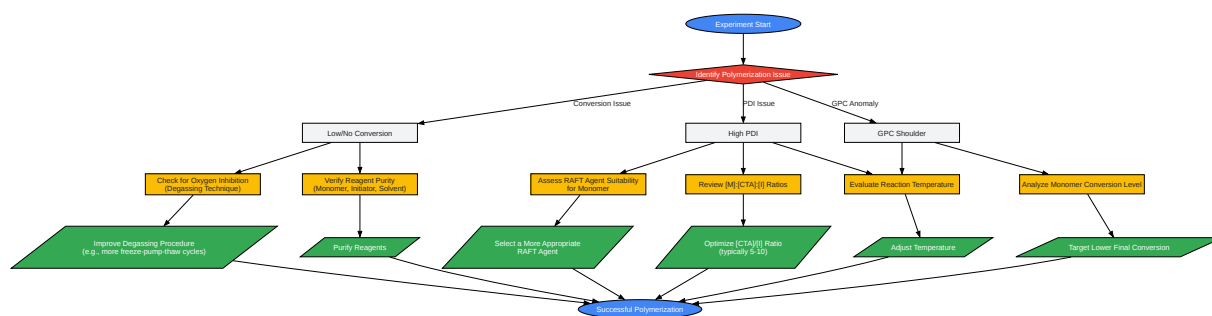 Experiment Start
Identify Polymerization Issue
Conversion Issue
PDI Issue
GPC Anomaly
Low/No Conversion
High PDI
GPC Shoulder
Check for Oxygen Inhibition
(Degassing Technique)
Verify Reagent Purity
(Monomer, Initiator, Solvent)
Assess RAFT Agent Suitability
for Monomer
Review [M]:[CTA]:[I] Ratios
Evaluate Reaction Temperature
Analyze Monomer Conversion Level
Improve Degassing Procedure
(e.g., more freeze-pump-thaw cycles)
Purify Reagents
Select a More Appropriate
RAFT Agent
Optimize [CTA]/[I] Ratio
(typically 5-10)
Adjust Temperature
Target Lower Final Conversion
Successful Polymerization